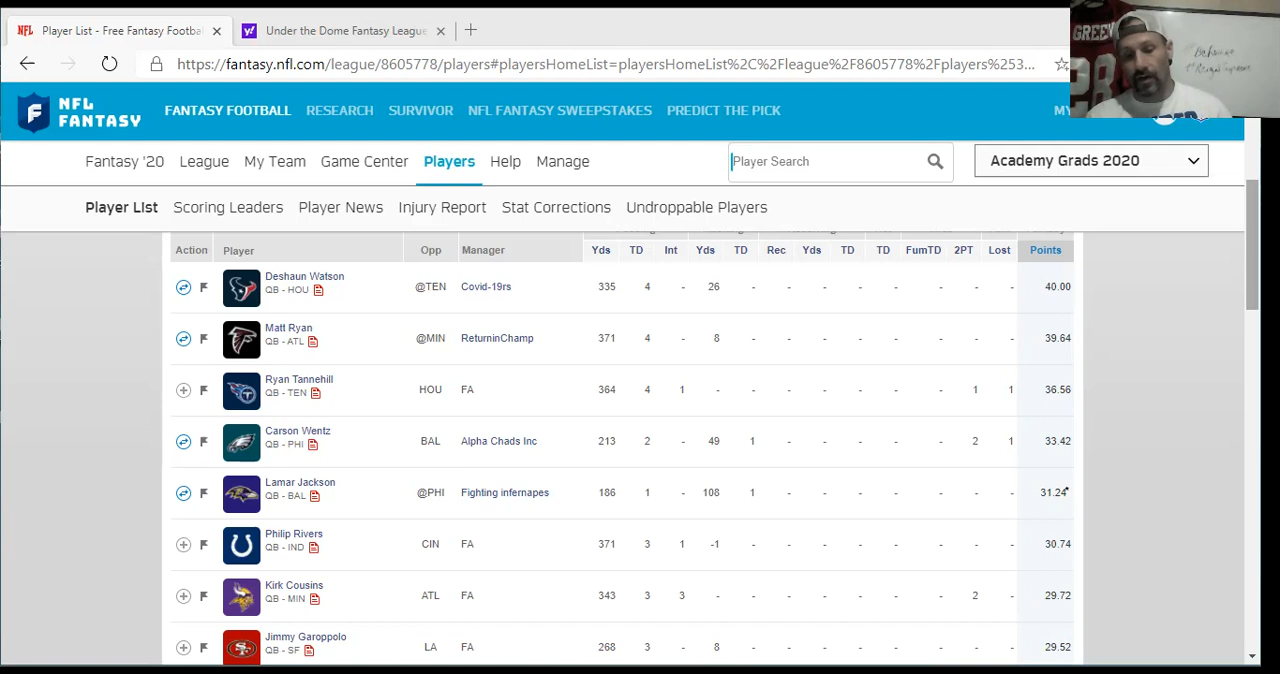 Player List - Free Fantasy Footba
Under the Dome Fantasy League
https://fantasy.nfl.com/league/8605778/players#playersHomeList=playersHomeList%2C%2Fleague%2F8605778%2Fplayers%253...
GREEN
28
NFL FANTASY
FANTASY FOOTBALL RESEARCH SURVIVOR NFL FANTASY SWEEPSTAKES PREDICT THE PICK MY
Fantasy '20 League My Team Game Center Players Help Manage Player Search Academy Grads 2020
Player List Scoring Leaders Player News Injury Report Stat Corrections Undroppable Players
Action Player Opp Manager Yds TD Int Yds TD Rec Yds TD TD FumTD 2PT Lost Points
Deshaun Watson
QB - HOU @TEN Covid-19rs 335 4 - 26 - - - - - - - - 40.00
Matt Ryan
QB - ATL @MIN ReturninChamp 371 4 - 8 - - - - - - - - 39.64
Ryan Tannehill
QB - TEN HOU FA 364 4 1 - - - - - - - 1 1 36.56
Carson Wentz
QB - PHI BAL Alpha Chads Inc 213 2 - 49 1 - - - - - 2 1 33.42
Lamar Jackson
QB - BAL @PHI Fighting infernapes 186 1 - 108 1 - - - - - - - 31.24
Philip Rivers
QB - IND CIN FA 371 3 1 -1 - - - - - - - - 30.74
Kirk Cousins
QB - MIN ATL FA 343 3 3 - - - - - - - 2 - 29.72
Jimmy Garoppolo
QB - SF LA FA 268 3 - 8 - - - - - - - - 29.52